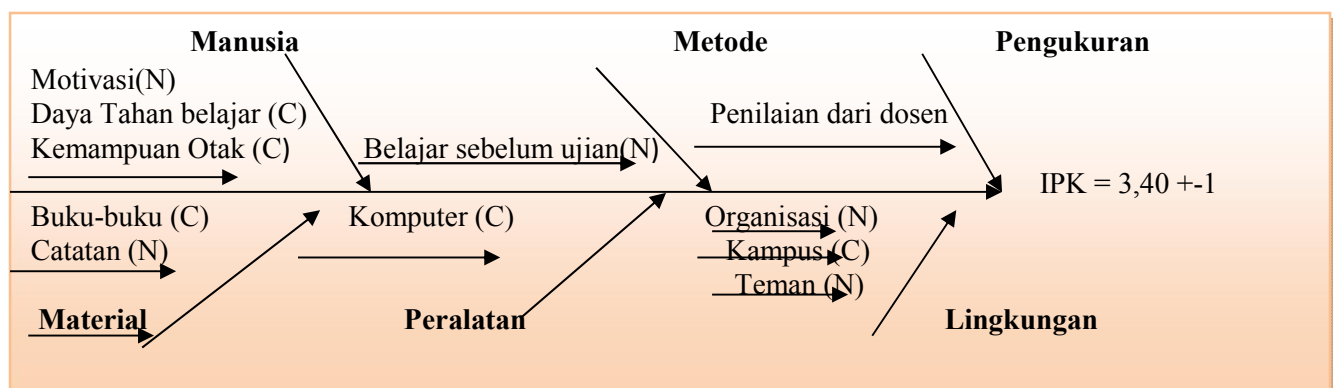 Manusia Metode Pengukuran
Motivasi(N)
Daya Tahan belajar (C) Penilaian dari dosen
Kemampuan Otak (C) Belajar sebelum ujian(N)
IPK = 3,40 +-1
Buku-buku (C) Komputer (C) Organisasi (N)
Catatan (N) Kampus (C)
Teman (N)
Material Peralatan Lingkungan